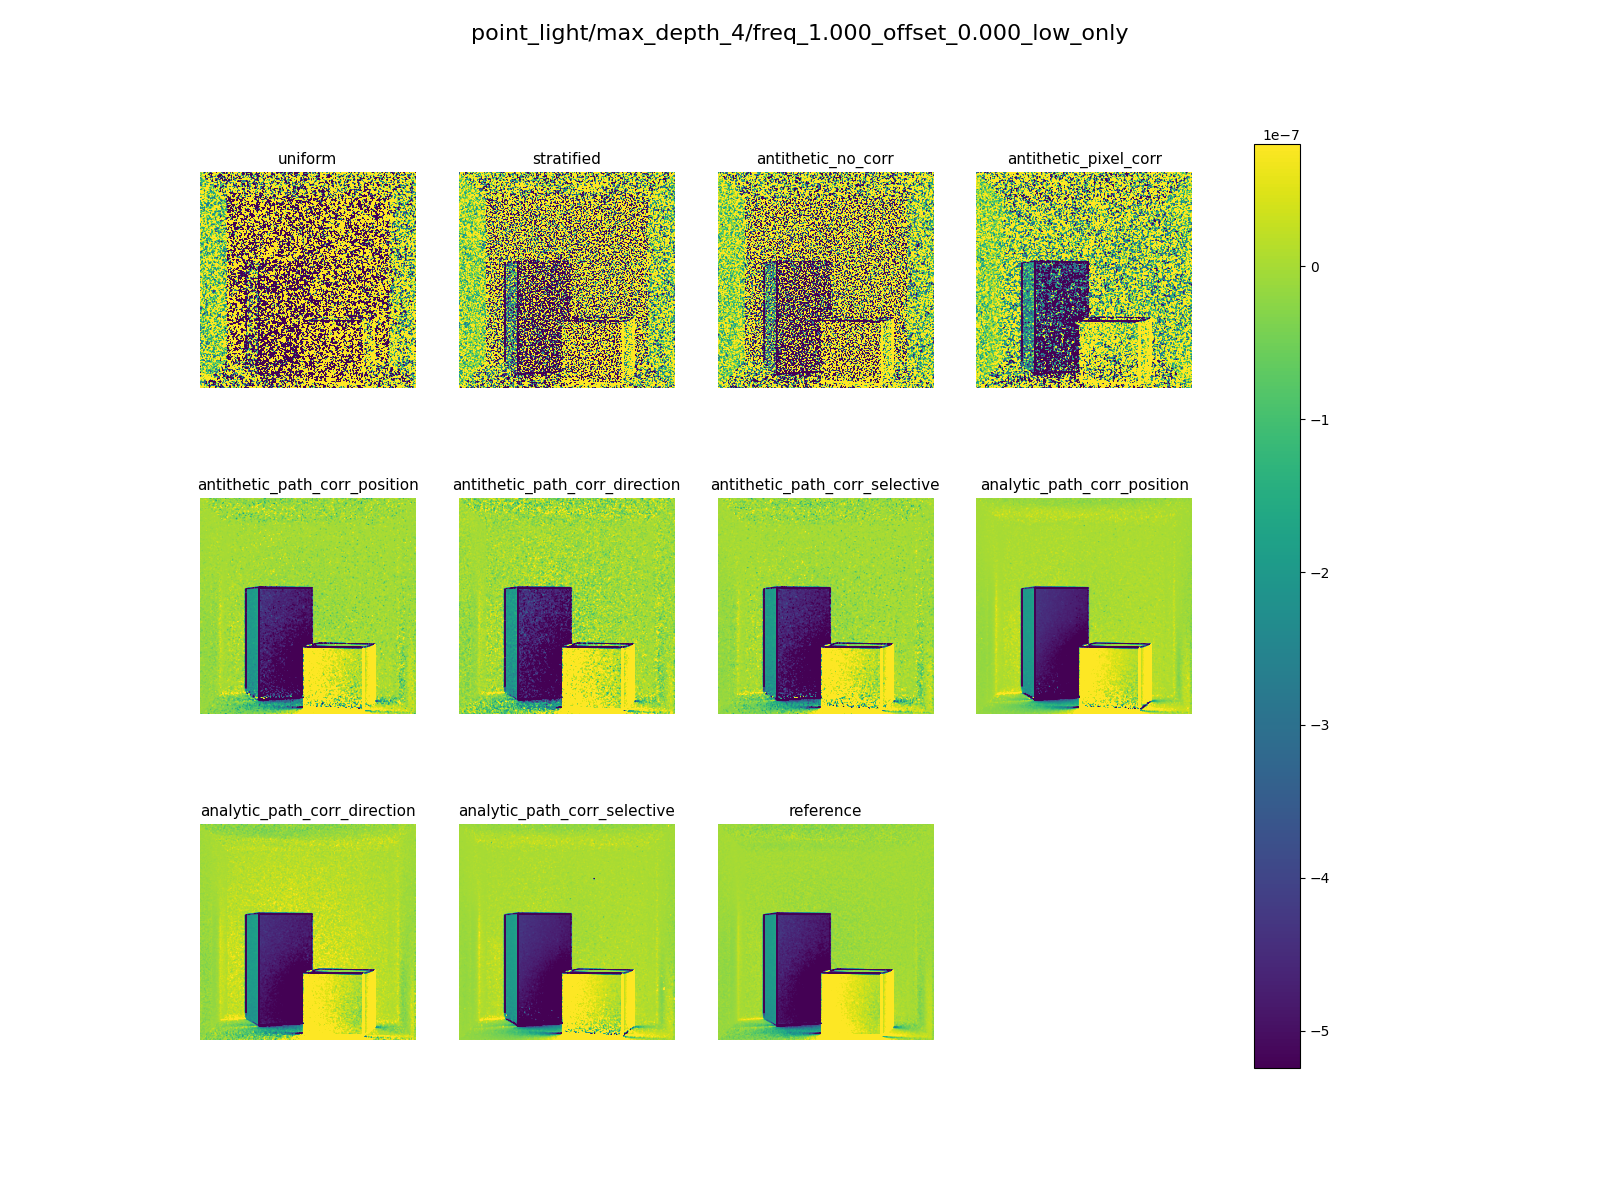 point_light/max_depth_4/freq_1.000_offset_0.000_low_only
1e−7
uniform
stratified
antithetic_no_corr
antithetic_pixel_corr
0
−1
antithetic_path_corr_position
antithetic_path_corr_direction
antithetic_path_corr_selective
analytic_path_corr_position
−2
−3
analytic_path_corr_direction
analytic_path_corr_selective
reference
−4
−5